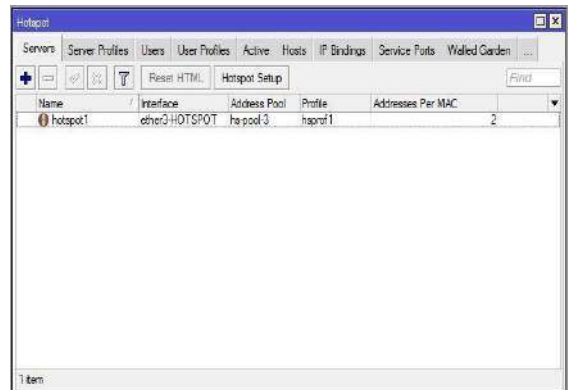 Hotspot
Servers Server Profiles Users User Profiles Active Hosts IP Bindings Service Ports Walled Garden ...
Reset HTML Hotspot Setup Find
Name Interface Address Pool Profile Addresses Per MAC
hotspot1 ether3-HOTSPOT hs-pool-3 hsprof1 2
1 item